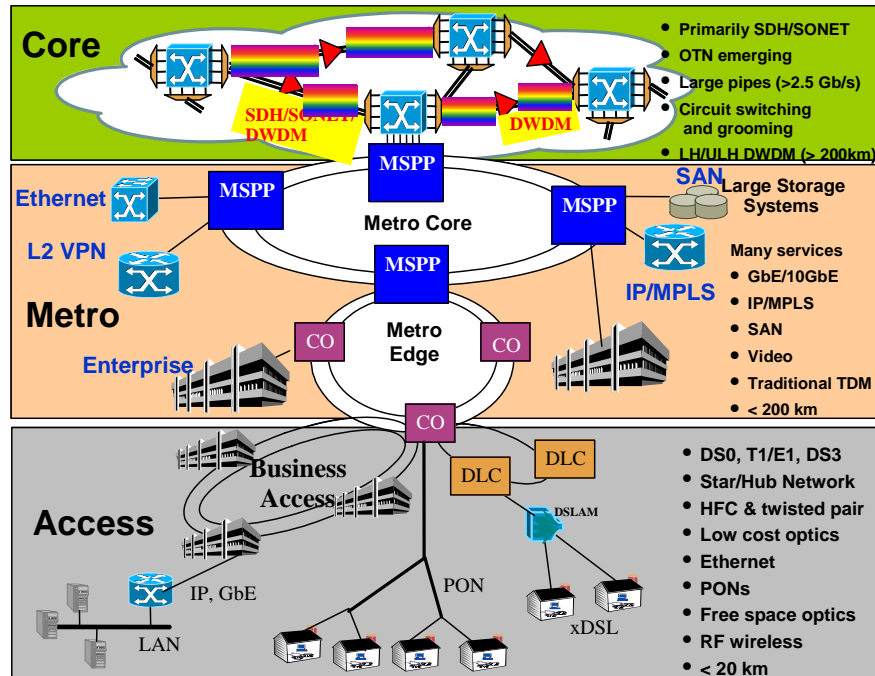 Core
SDH/SONET/
DWDM
DWDM
• Primarily SDH/SONET
• OTN emerging
• Large pipes (>2.5 Gb/s)
• Circuit switching
and grooming
• LH/ULH DWDM (> 200km)
Metro
Ethernet
L2 VPN
MSPP
MSPP
MSPP
MSPP
Metro Core
SAN
Large Storage
Systems
IP/MPLS
Enterprise
CO
CO
Metro
Edge
CO
Many services
• GbE/10GbE
• IP/MPLS
• SAN
• Video
• Traditional TDM
• < 200 km
Access
Business
Access
DLC
DLC
DSLAM
IP, GbE
LAN
PON
xDSL
• DS0, T1/E1, DS3
• Star/Hub Network
• HFC & twisted pair
• Low cost optics
• Ethernet
• PONs
• Free space optics
• RF wireless
• < 20 km